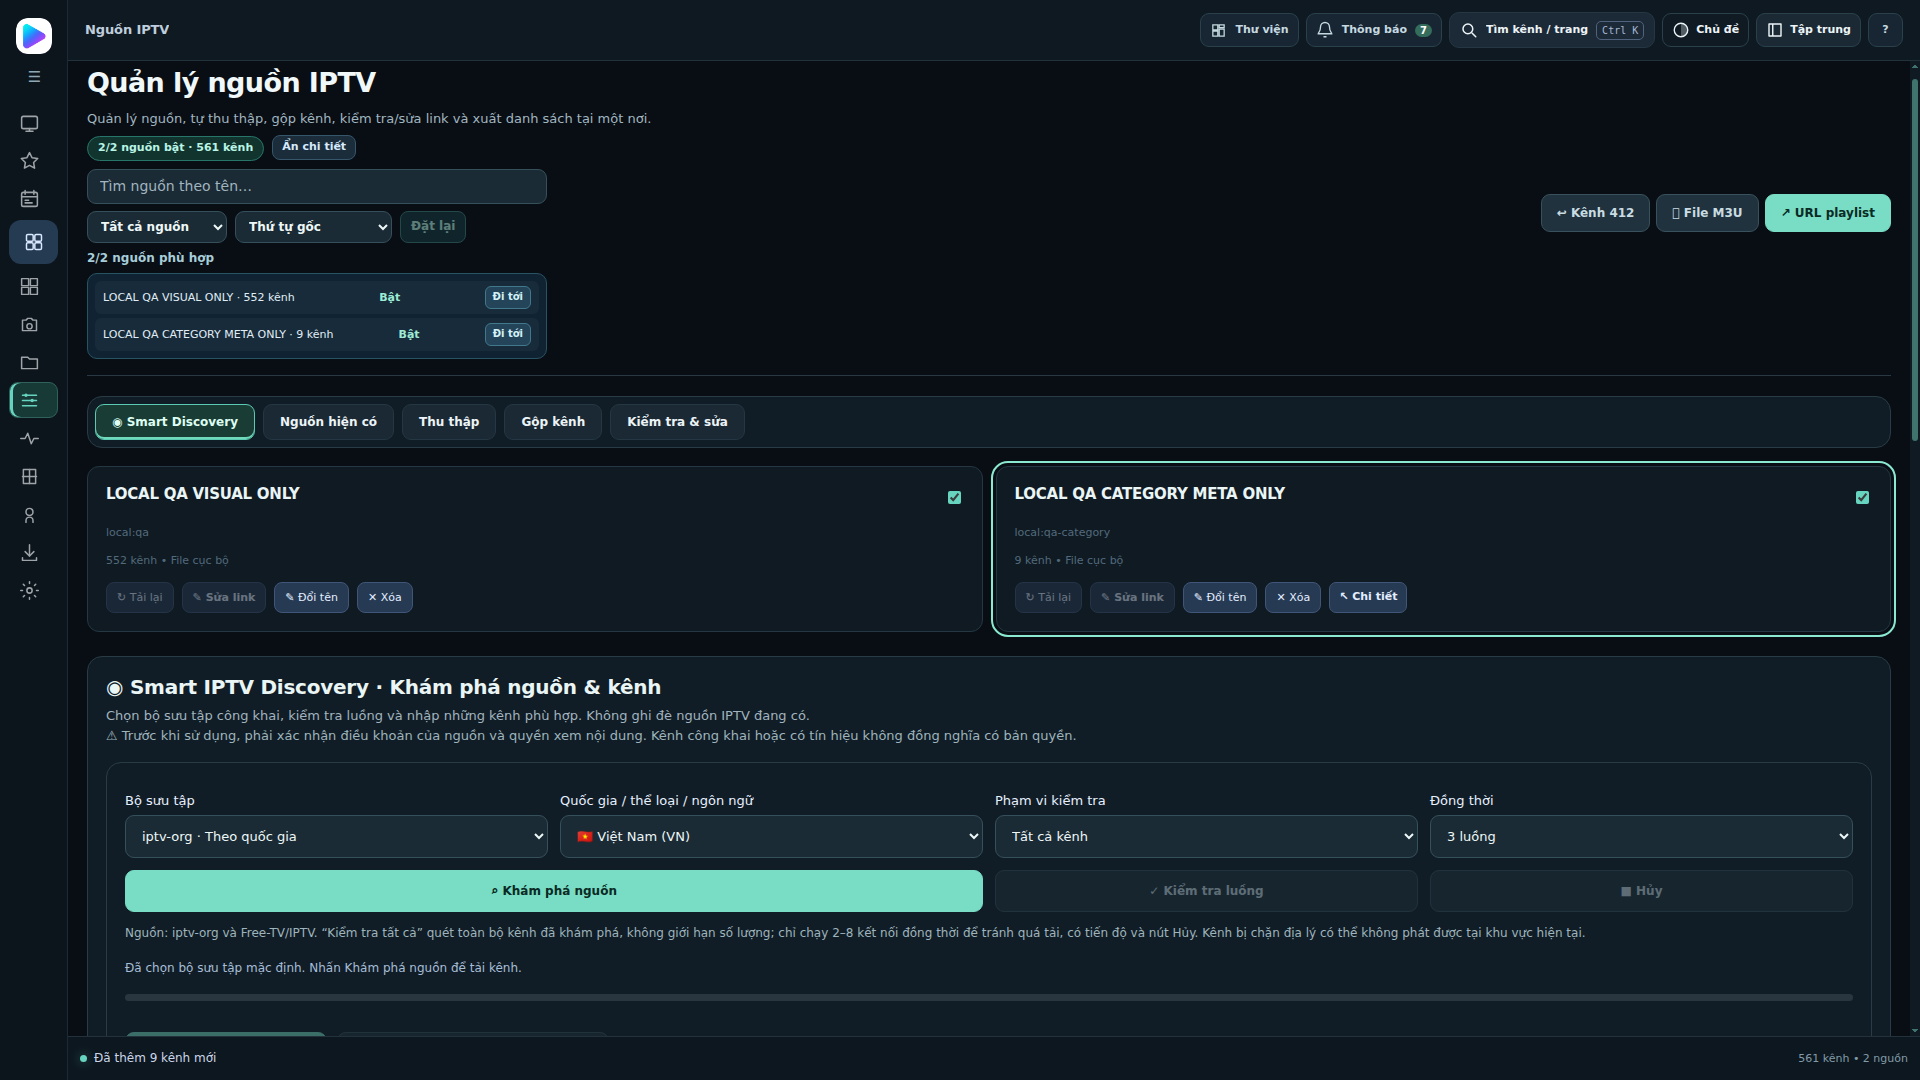 Nguồn IPTV
Thư viện
Thông báo 7
Tìm kênh / trang Ctrl K
Chủ đề
Tập trung
?
Quản lý nguồn IPTV
Quản lý nguồn, tự thu thập, gộp kênh, kiểm tra/sửa link và xuất danh sách tại một nơi.
2/2 nguồn bật · 561 kênh
Ẩn chi tiết
Tìm nguồn theo tên...
Tất cả nguồn
Thứ tự gốc
Đặt lại
↩ Kênh 412
File M3U
↗ URL playlist
2/2 nguồn phù hợp
LOCAL QA VISUAL ONLY · 552 kênh Bật Đi tới
LOCAL QA CATEGORY META ONLY · 9 kênh Bật Đi tới
◉ Smart Discovery
Nguồn hiện có
Thu thập
Gộp kênh
Kiểm tra & sửa
LOCAL QA VISUAL ONLY
local:qa
552 kênh • File cục bộ
↻ Tải lại
✎ Sửa link
✎ Đổi tên
✕ Xóa
LOCAL QA CATEGORY META ONLY
local:qa-category
9 kênh • File cục bộ
↻ Tải lại
✎ Sửa link
✎ Đổi tên
✕ Xóa
↖ Chi tiết
◉ Smart IPTV Discovery · Khám phá nguồn & kênh
Chọn bộ sưu tập công khai, kiểm tra luồng và nhập những kênh phù hợp. Không ghi đè nguồn IPTV đang có.
⚠ Trước khi sử dụng, phải xác nhận điều khoản của nguồn và quyền xem nội dung. Kênh công khai hoặc có tín hiệu không đồng nghĩa có bản quyền.
Bộ sưu tập
Quốc gia / thể loại / ngôn ngữ
Phạm vi kiểm tra
Đồng thời
iptv-org · Theo quốc gia
🇻🇳 Việt Nam (VN)
Tất cả kênh
3 luồng
⌕ Khám phá nguồn
✓ Kiểm tra luồng
■ Hủy
Nguồn: iptv-org và Free-TV/IPTV. “Kiểm tra tất cả” quét toàn bộ kênh đã khám phá, không giới hạn số lượng; chỉ chạy 2–8 kết nối đồng thời để tránh quá tải, có tiến độ và nút Hủy. Kênh bị chặn địa lý có thể không phát được tại khu vực hiện tại.
Đã chọn bộ sưu tập mặc định. Nhấn Khám phá nguồn để tải kênh.
Đã thêm 9 kênh mới
561 kênh • 2 nguồn